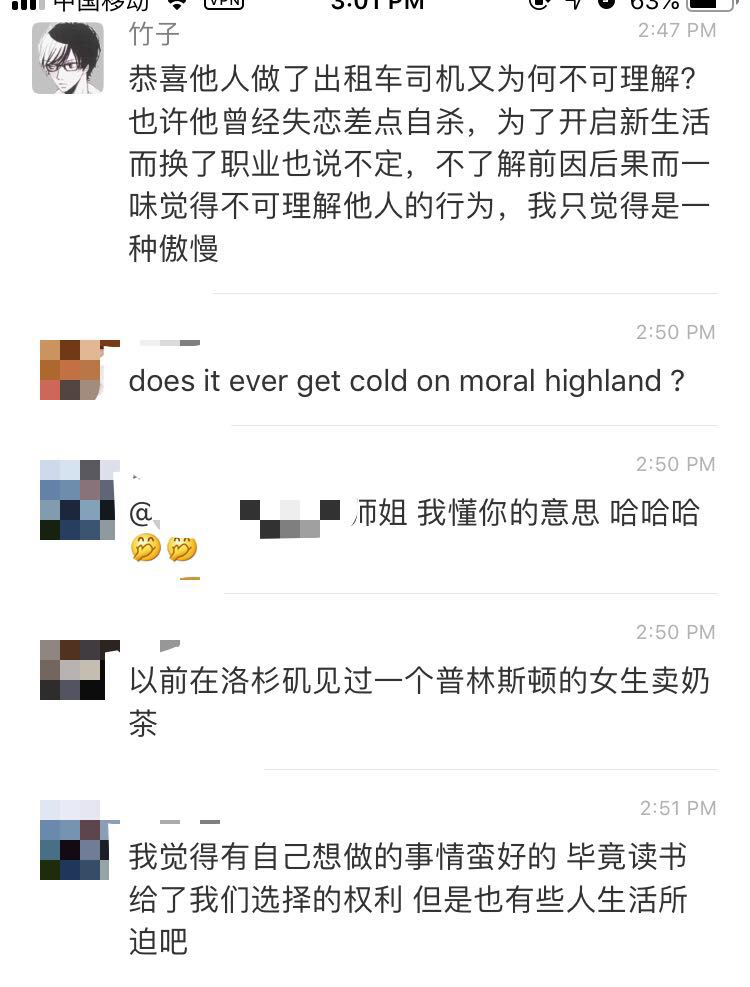 中国移动 VPN 3:01 PM 63%
竹子 2:47 PM
恭喜他人做了出租车司机又为何不可理解?
也许他曾经失恋差点自杀，为了开启新生活
而换了职业也说不定，不了解前因后果而一
味觉得不可理解他人的行为，我只觉得是一
种傲慢
2:50 PM
does it ever get cold on moral highland ?
2:50 PM
@ 师姐 我懂你的意思 哈哈哈
🤭🤭
2:50 PM
以前在洛杉矶见过一个普林斯顿的女生卖奶
茶
2:51 PM
我觉得有自己想做的事情蛮好的 毕竟读书
给了我们选择的权利 但是也有些人生活所
迫吧